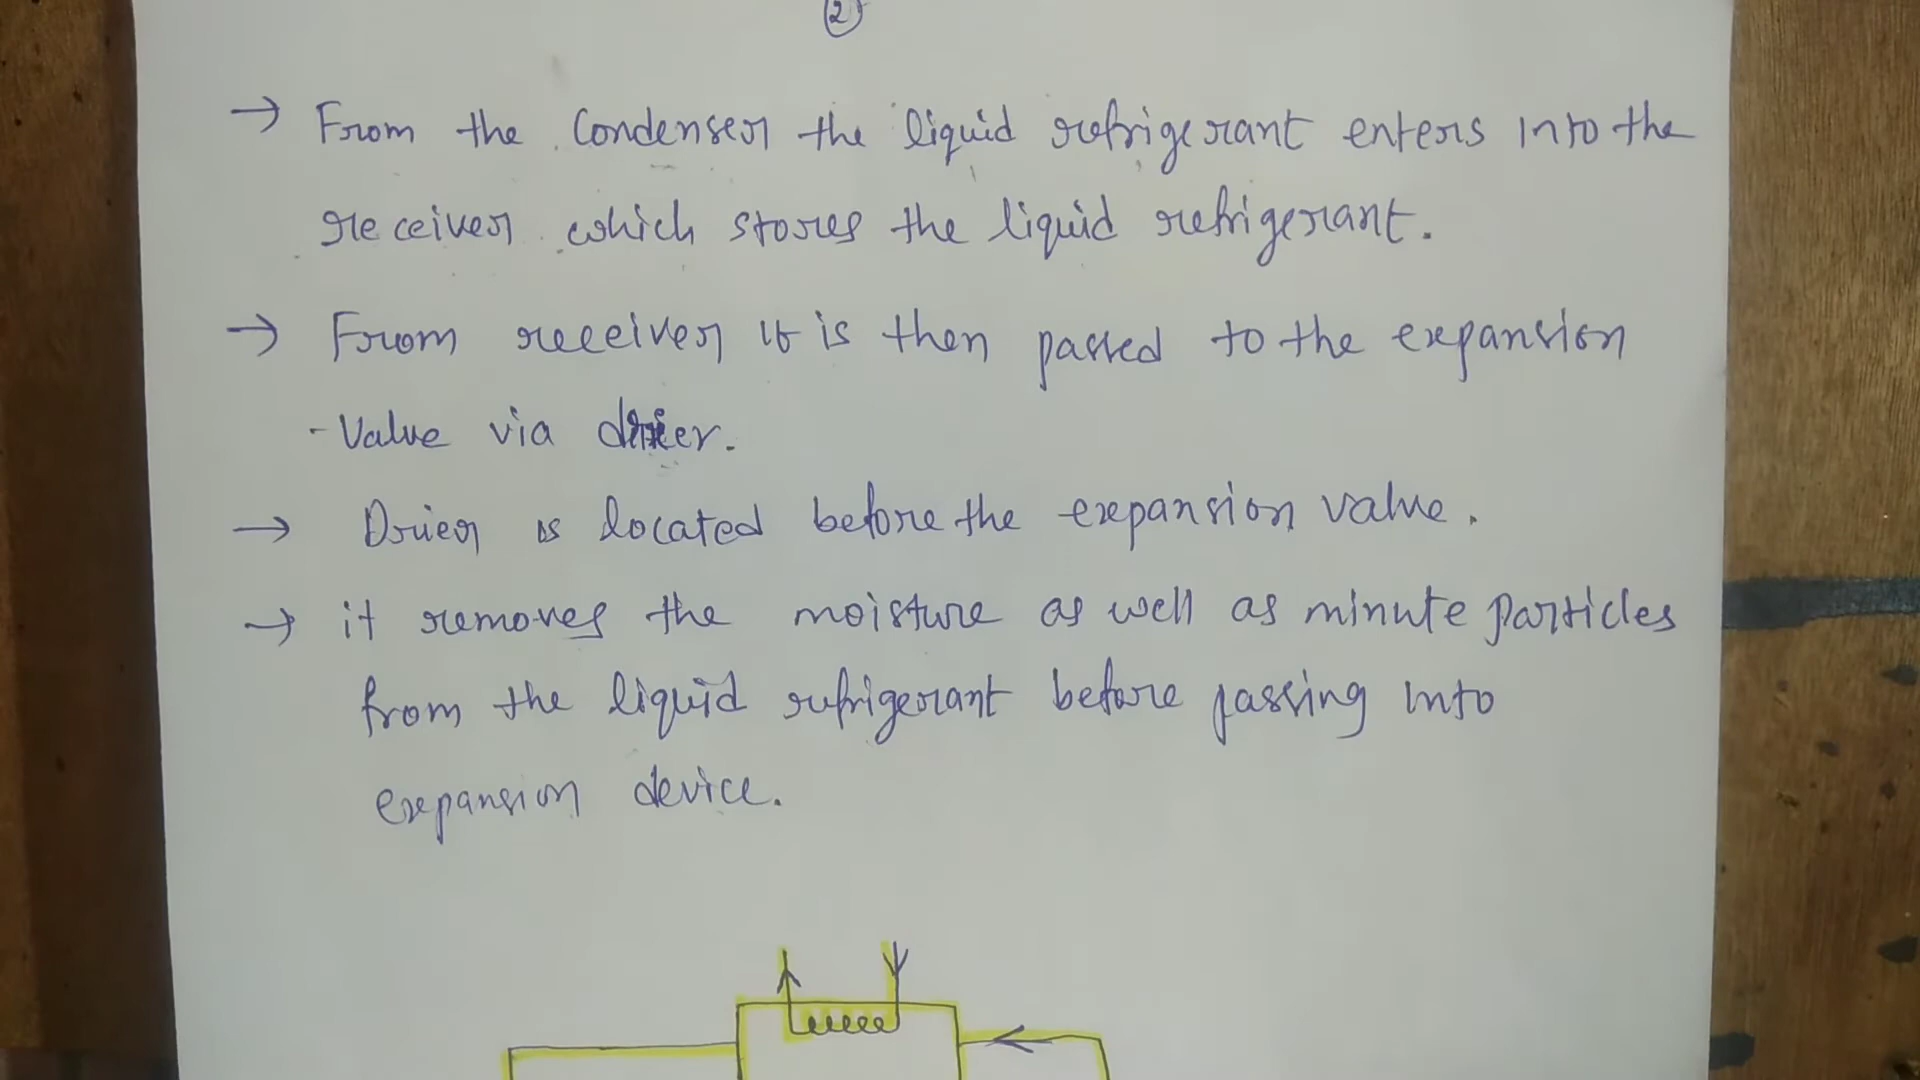 2
→ From the Condenser the liquid refrigerant enters into the
receiver which stores the liquid refrigerant.
→ From receiver it is then passed to the expansion
- Valve via drier.
→ Drier is located before the expansion valve.
→ it removes the moisture as well as minute particles
from the liquid refrigerant before passing into
expansion device.